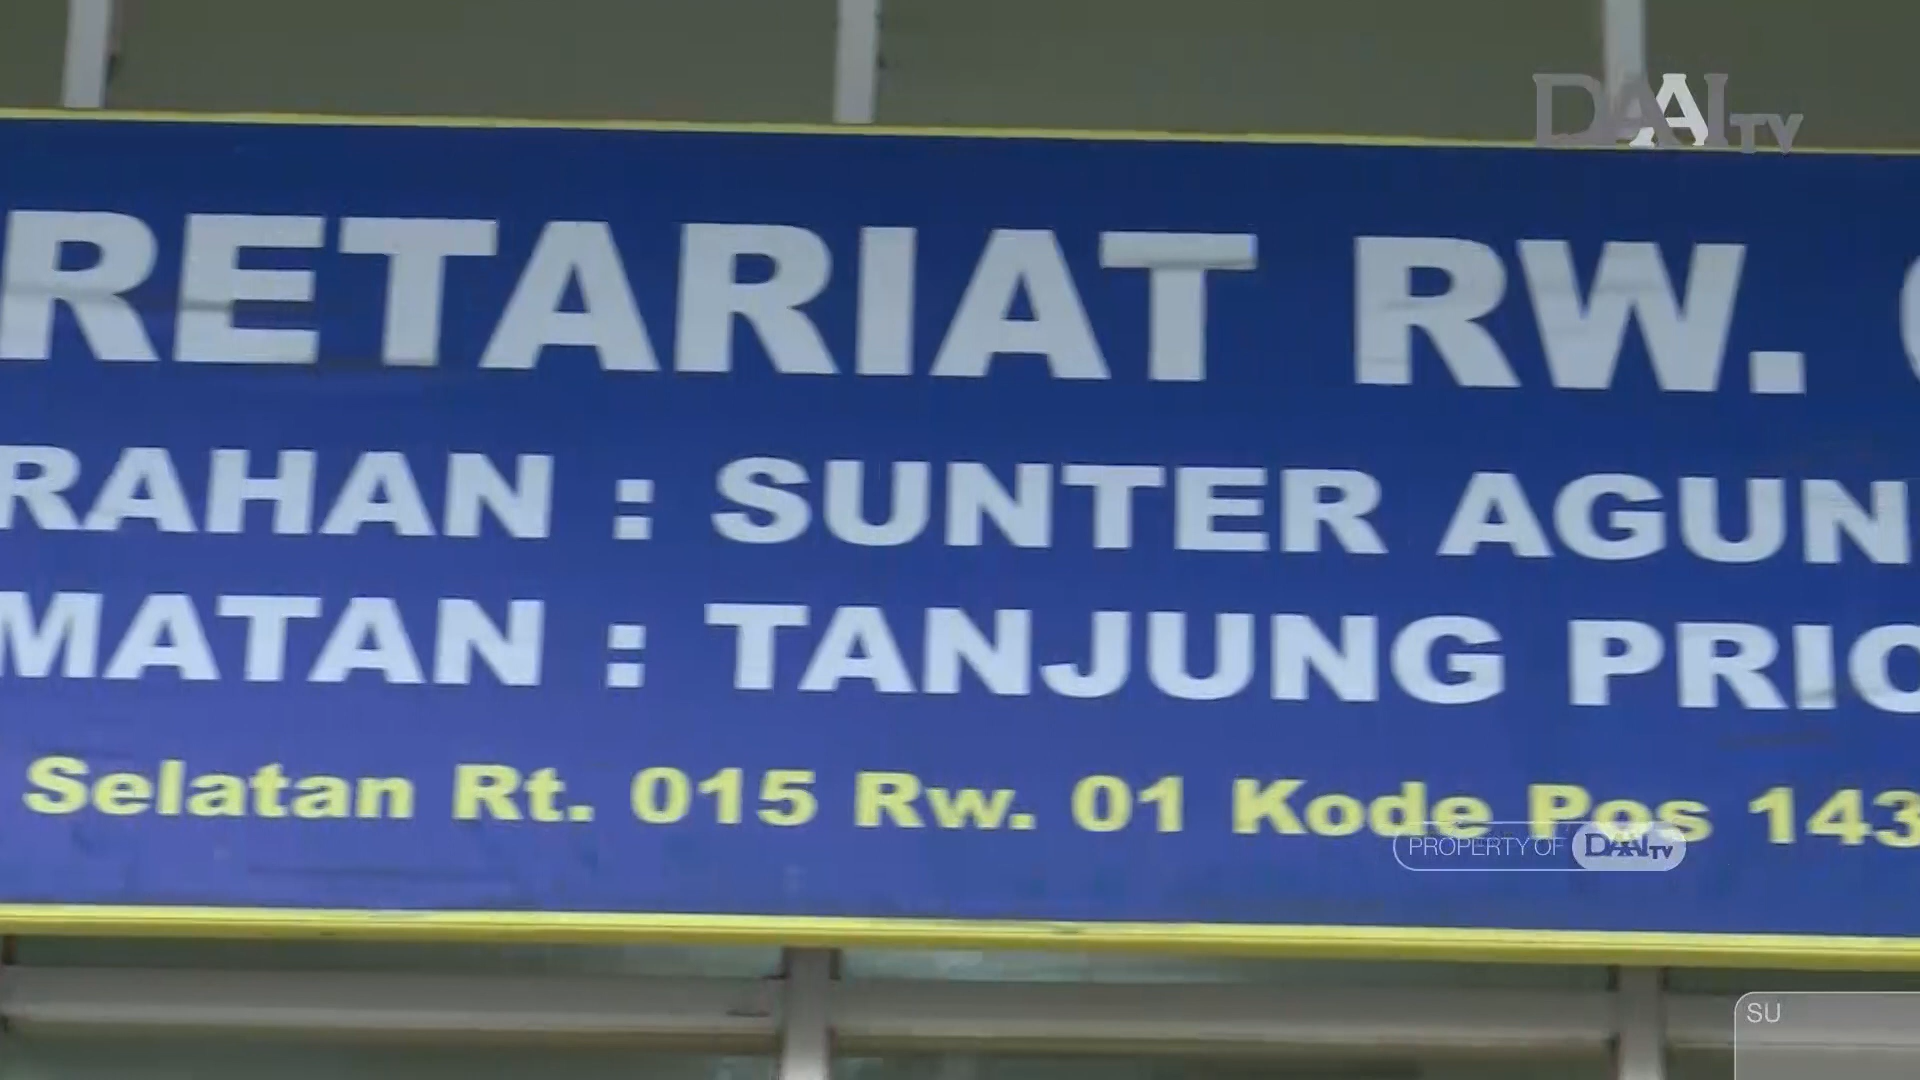 DAAI TV
RETARIAT RW.
RAHAN : SUNTER AGUN
MATAN : TANJUNG PRIO
Selatan Rt. 015 Rw. 01 Kode Pos 143
PROPERTY OF DAAI TV
SU